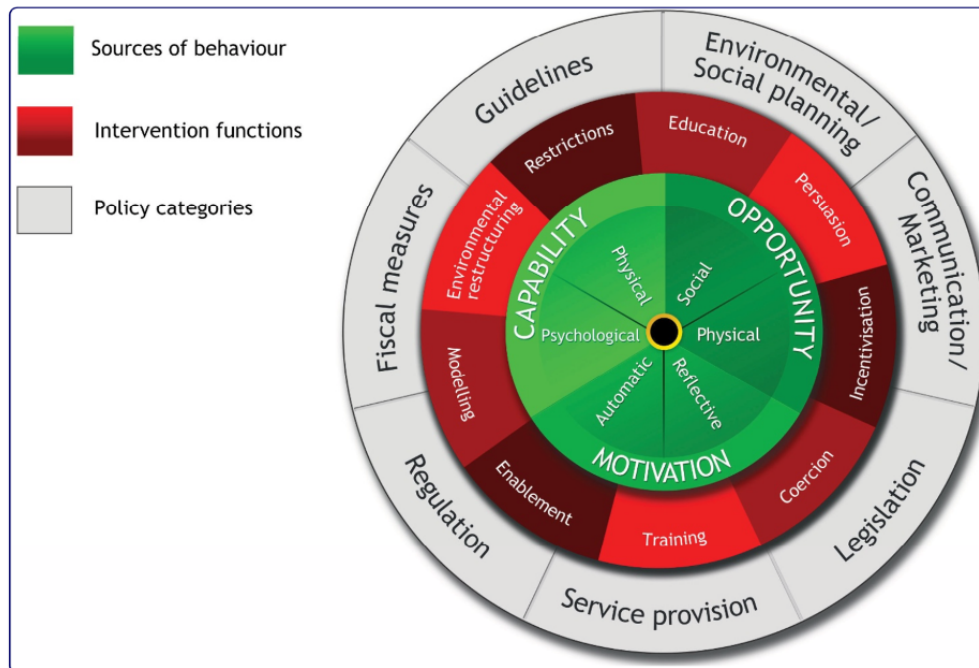 Sources of behaviour
Intervention functions
Policy categories
Guidelines
Environmental/
Social planning
Communication/
Marketing
Legislation
Service provision
Regulation
Fiscal measures
Restrictions
Education
Persuasion
Incentivisation
Coercion
Training
Enablement
Modelling
Environmental
restructuring
CAPABILITY
OPPORTUNITY
MOTIVATION
Physical
Social
Physical
Reflective
Automatic
Psychological